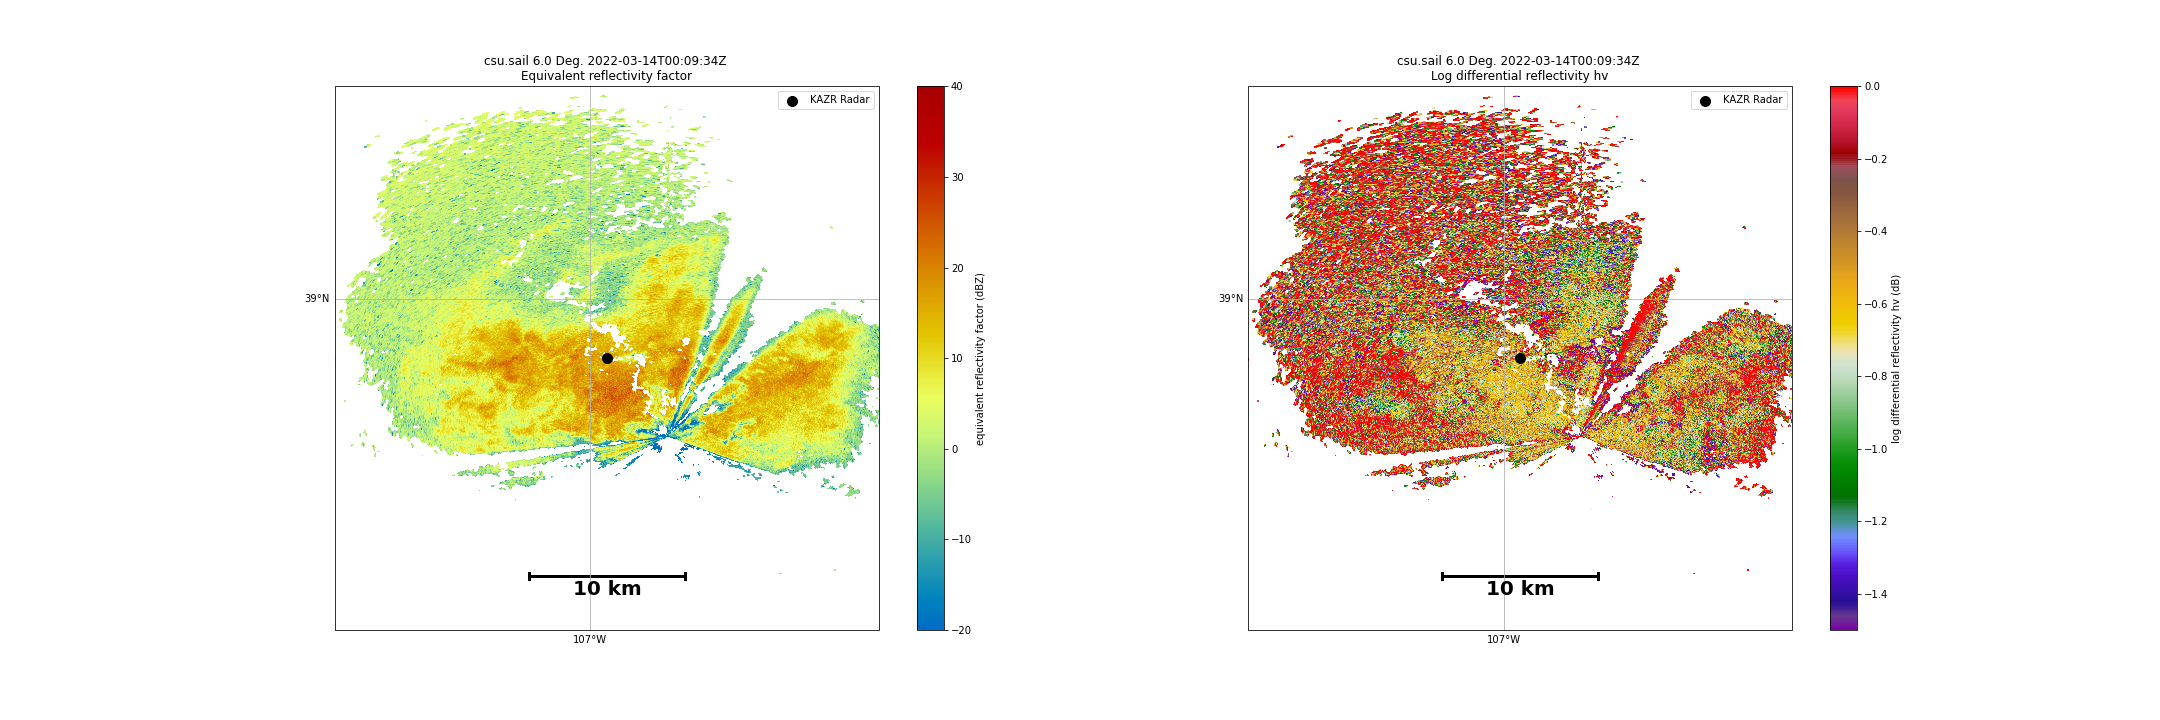 csu.sail 6.0 Deg. 2022-03-14T00:09:34Z
Equivalent reflectivity factor
KAZR Radar
39°N
107°W
10 km
40
30
20
10
0
−10
−20
equivalent reflectivity factor (dBZ)
csu.sail 6.0 Deg. 2022-03-14T00:09:34Z
Log differential reflectivity hv
KAZR Radar
39°N
107°W
10 km
0.0
−0.2
−0.4
−0.6
−0.8
−1.0
−1.2
−1.4
log differential reflectivity hv (dB)